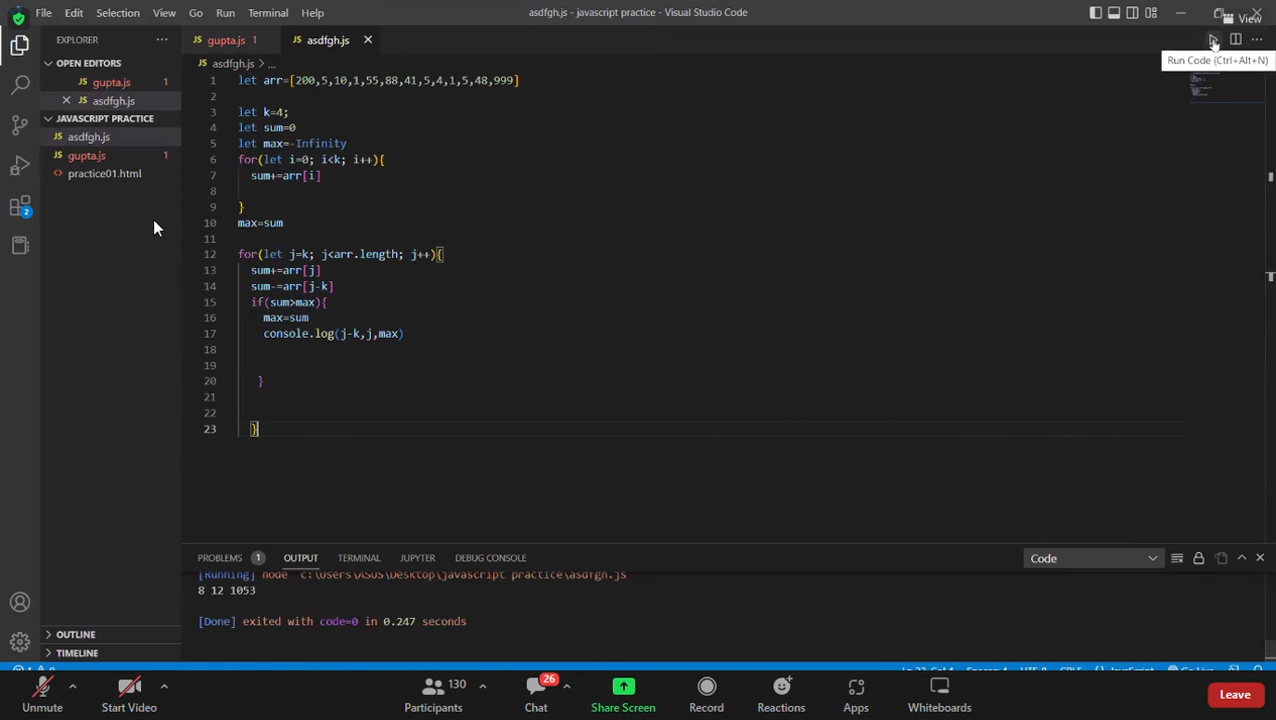 File Edit Selection View Go Run Terminal Help
asdfgh.js - javascript practice - Visual Studio Code
View
EXPLORER
gupta.js 1
asdfgh.js
Run Code (Ctrl+Alt+N)
OPEN EDITORS
gupta.js 1
asdfgh.js
JAVASCRIPT PRACTICE
asdfgh.js
gupta.js 1
practice01.html
2
OUTLINE
TIMELINE
asdfgh.js > ...
1 let arr=[200,5,10,1,55,88,41,5,4,1,5,48,999]
2
3 let k=4;
4 let sum=0
5 let max=-Infinity
6 for(let i=0; i<k; i++){
7 sum+=arr[i]
8
9 }
10 max=sum
11
12 for(let j=k; j<arr.length; j++){
13 sum+=arr[j]
14 sum-=arr[j-k]
15 if(sum>max){
16 max=sum
17 console.log(j-k,j,max)
18
19
20 }
21
22
23 }
PROBLEMS 1 OUTPUT TERMINAL JUPYTER DEBUG CONSOLE
Code
[Running] node "c:\Users\ASUS\Desktop\javascript practice\asdfgh.js"
8 12 1053
[Done] exited with code=0 in 0.247 seconds
Unmute
Start Video
130
Participants
26
Chat
Share Screen
Record
Reactions
Apps
Whiteboards
Leave